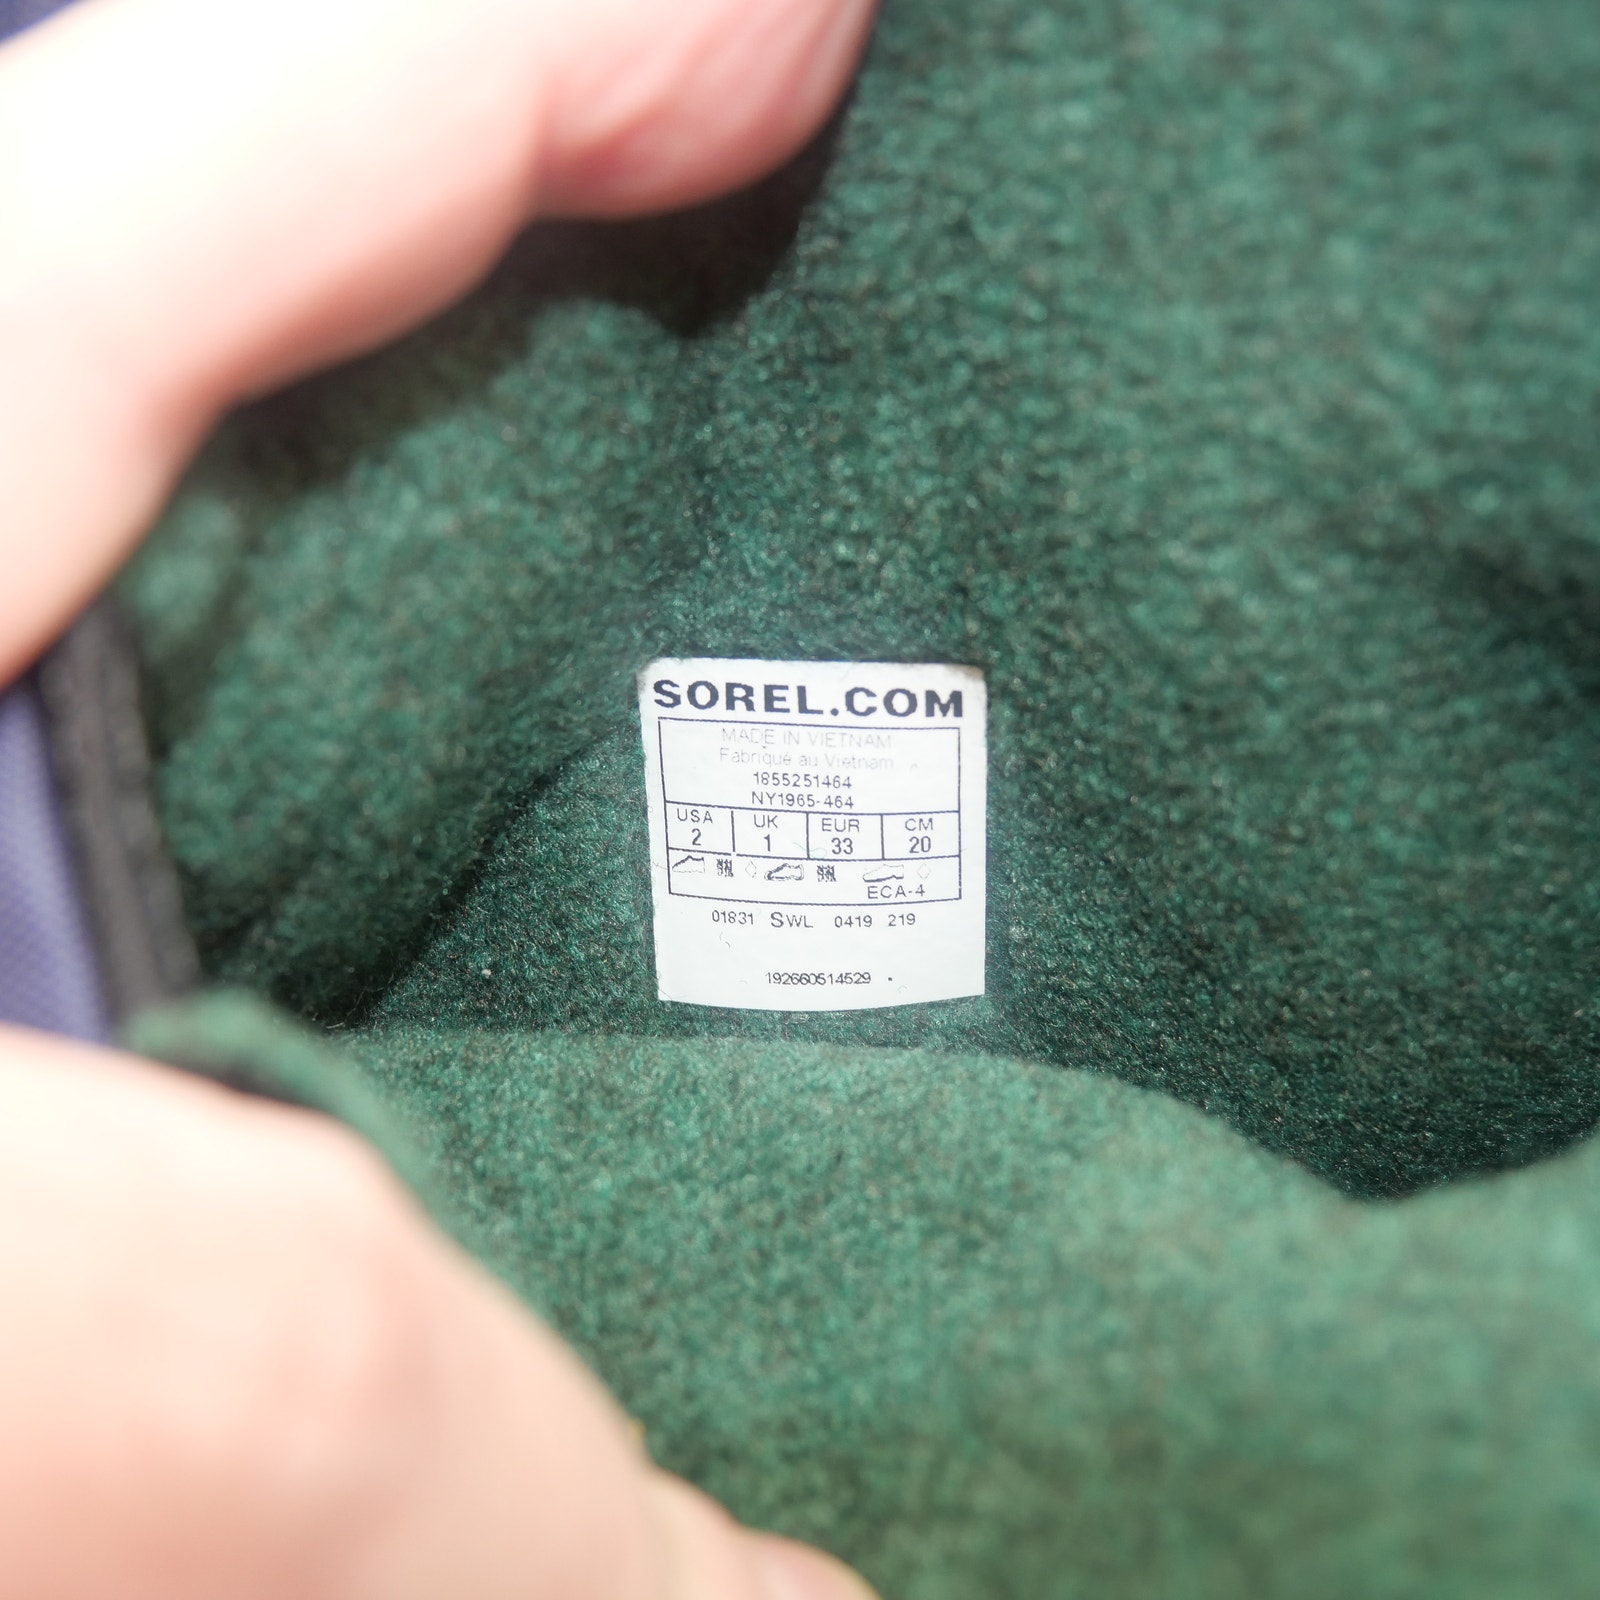 SOREL.COM
MADE IN VIETNAM
Fabriqué au Vietnam
1855251464
NY1965-464
USA UK EUR CM
2 1 33 20
ECA-4
01831 SWL 0419 219
192660514529